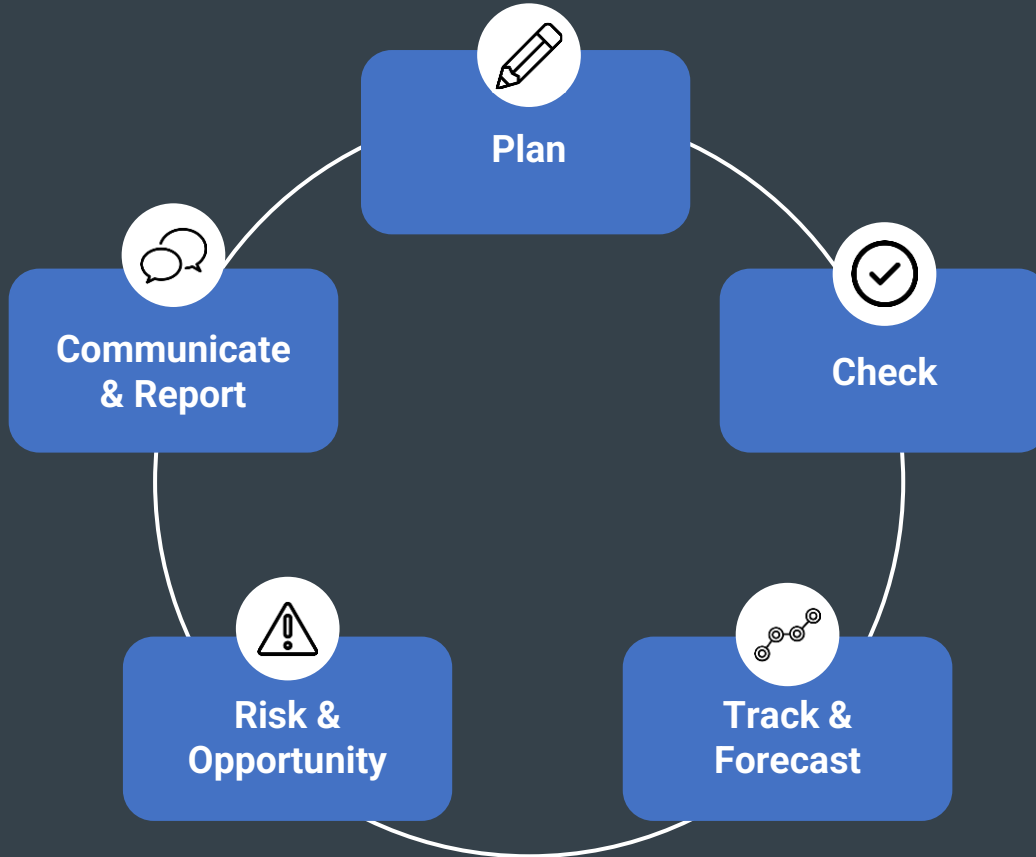 Plan
Check
Track &
Forecast
Risk &
Opportunity
Communicate
& Report